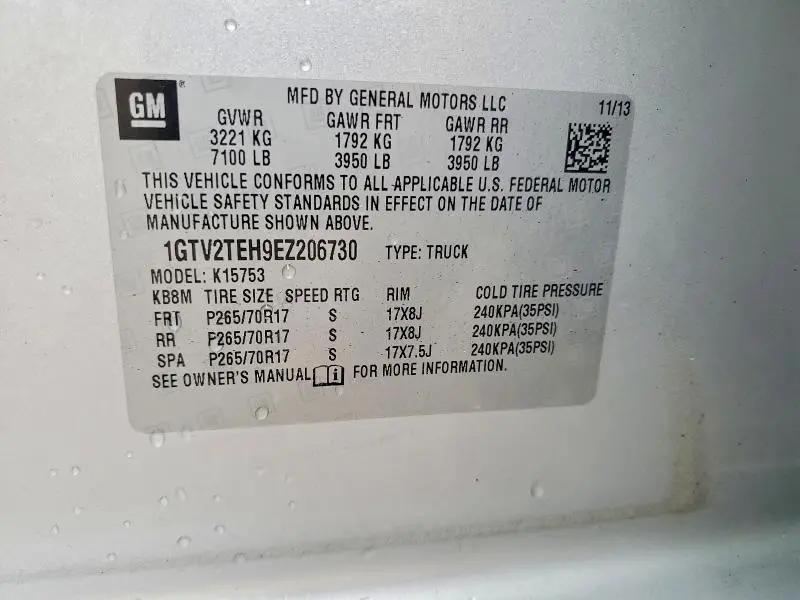 GM ®
MFD BY GENERAL MOTORS LLC 11/13
GVWR GAWR FRT GAWR RR
3221 KG 1792 KG 1792 KG
7100 LB 3950 LB 3950 LB
THIS VEHICLE CONFORMS TO ALL APPLICABLE U.S. FEDERAL MOTOR
VEHICLE SAFETY STANDARDS IN EFFECT ON THE DATE OF
MANUFACTURE SHOWN ABOVE.
1GTV2TEH9EZ206730 TYPE: TRUCK
MODEL: K15753
KB8M TIRE SIZE SPEED RTG RIM COLD TIRE PRESSURE
FRT P265/70R17 S 17X8J 240KPA(35PSI)
RR P265/70R17 S 17X8J 240KPA(35PSI)
SPA P265/70R17 S 17X7.5J 240KPA(35PSI)
SEE OWNER'S MANUAL i FOR MORE INFORMATION.